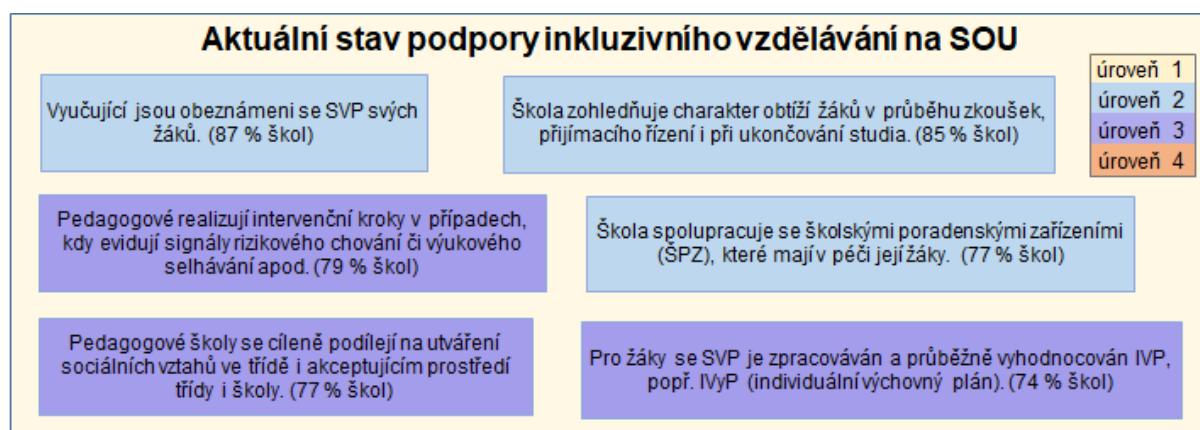 Aktuální stav podpory inkluzivního vzdělávání na SOU
úroveň 1
úroveň 2
úroveň 3
úroveň 4
Vyučující jsou obeznámeni se SVP svých
žáků. (87 % škol)
Škola zohledňuje charakter obtíží žáků v průběhu zkoušek,
přijímacího řízení i při ukončování studia. (85 % škol)
Pedagogové realizují intervenční kroky v případech,
kdy evidují signály rizikového chování či výukového
selhávání apod. (79 % škol)
Škola spolupracuje se školskými poradenskými zařízeními
(ŠPZ), které mají v péči její žáky. (77 % škol)
Pedagogové školy se cíleně podílejí na utváření
sociálních vztahů ve třídě i akceptujícím prostředí
třídy i školy. (77 % škol)
Pro žáky se SVP je zpracováván a průběžně vyhodnocován IVP,
popř. IVyP (individuální výchovný plán). (74 % škol)